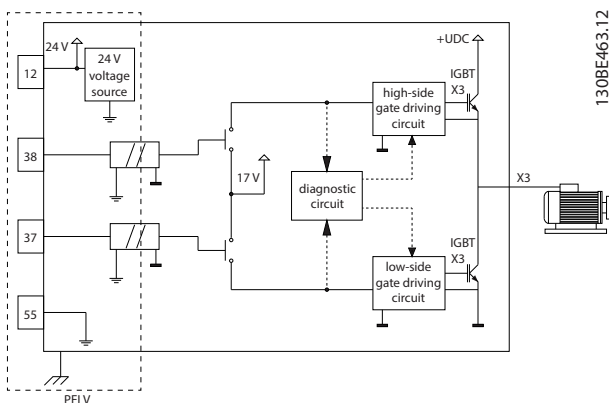 130BE463.12
24 V
+UDC
12
24 V
voltage
source
IGBT
X3
high-side
gate driving
circuit
38
17 V
diagnostic
circuit
X3
37
IGBT
X3
low-side
gate driving
circuit
55
PELV